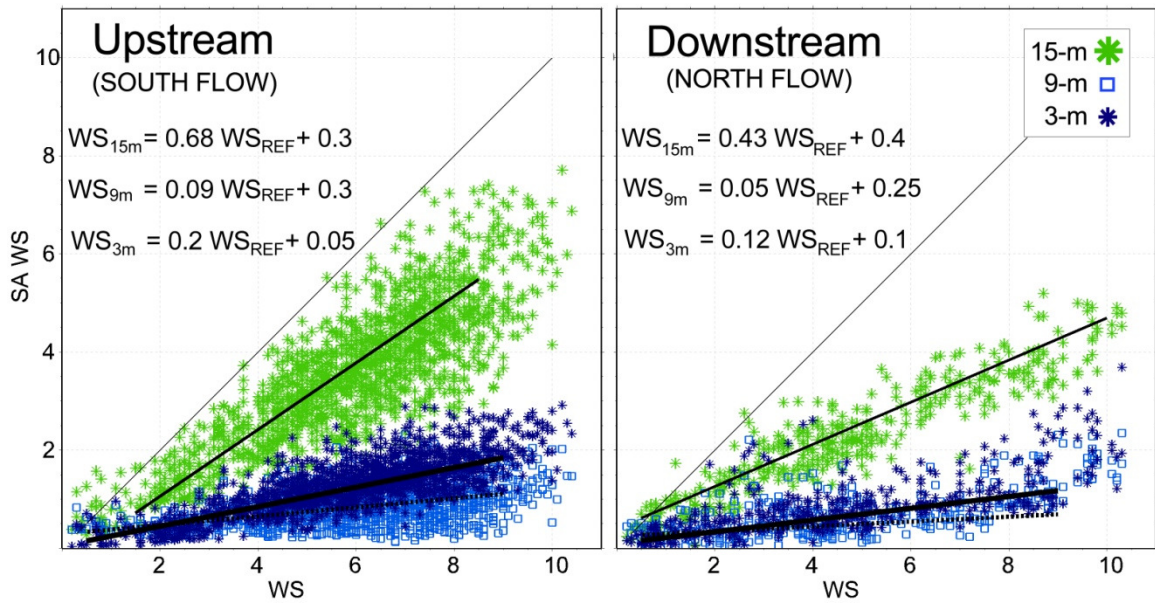 Upstream
(SOUTH FLOW)
WS15m = 0.68 WSREF + 0.3
WS9m = 0.09 WSREF + 0.3
WS3m = 0.2 WSREF + 0.05
10
8
6
4
2
SA WS
2 4 6 8 10
WS
Downstream
(NORTH FLOW)
15-m
9-m
3-m
WS15m = 0.43 WSREF + 0.4
WS9m = 0.05 WSREF + 0.25
WS3m = 0.12 WSREF + 0.1
2 4 6 8 10
WS